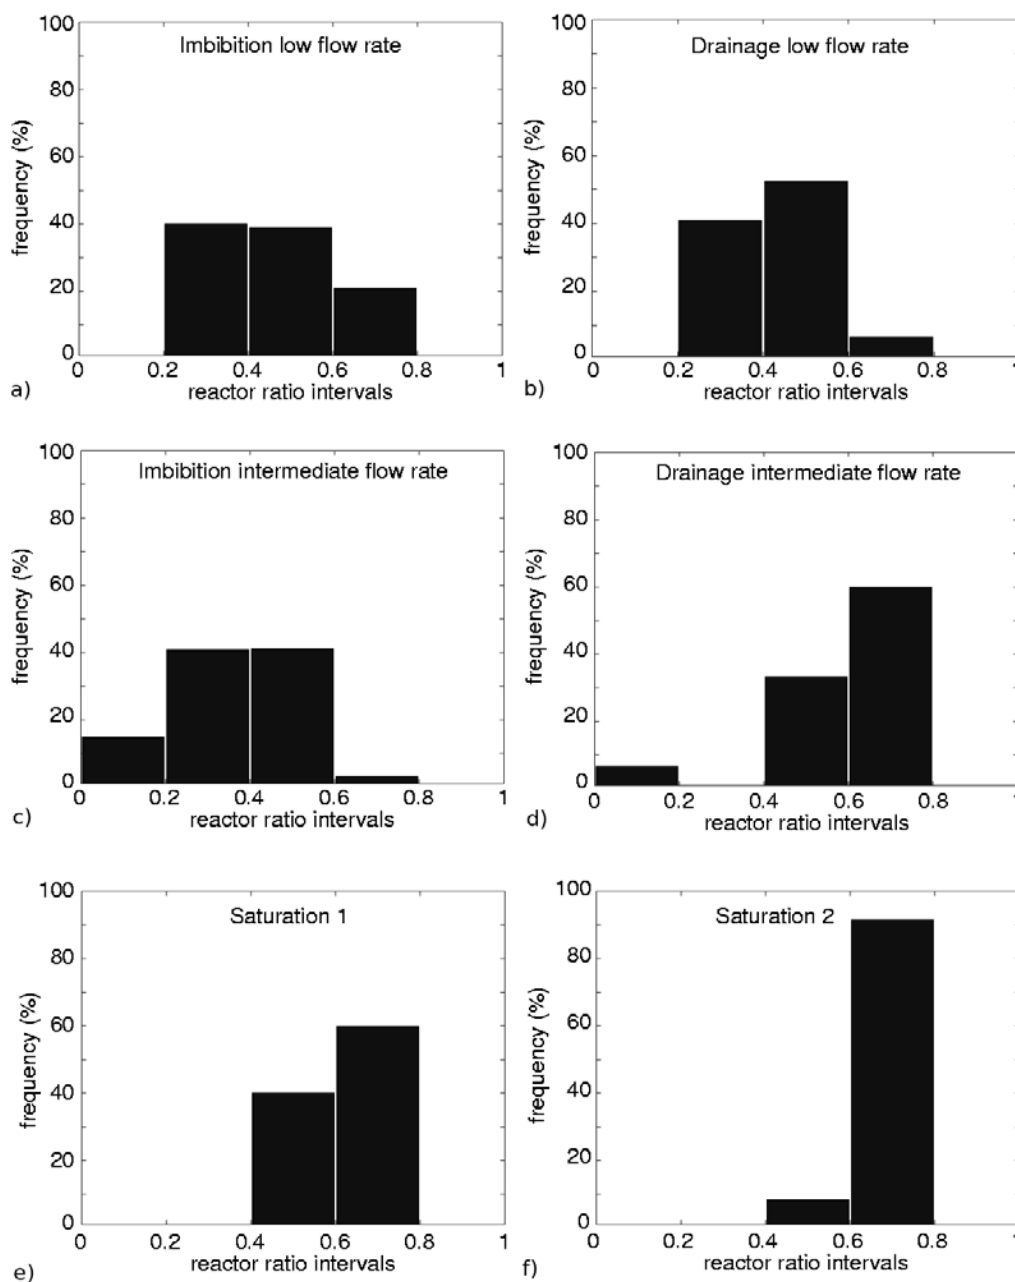 100
80
60
40
20
0
frequency (%)
Imbibition low flow rate
0 0.2 0.4 0.6 0.8 1
reactor ratio intervals
a)
100
80
60
40
20
0
frequency (%)
Drainage low flow rate
0 0.2 0.4 0.6 0.8 1
reactor ratio intervals
b)
100
80
60
40
20
0
frequency (%)
Imbibition intermediate flow rate
0 0.2 0.4 0.6 0.8 1
reactor ratio intervals
c)
100
80
60
40
20
0
frequency (%)
Drainage intermediate flow rate
0 0.2 0.4 0.6 0.8 1
reactor ratio intervals
d)
100
80
60
40
20
0
frequency (%)
Saturation 1
0 0.2 0.4 0.6 0.8 1
reactor ratio intervals
e)
100
80
60
40
20
0
frequency (%)
Saturation 2
0 0.2 0.4 0.6 0.8 1
reactor ratio intervals
f)